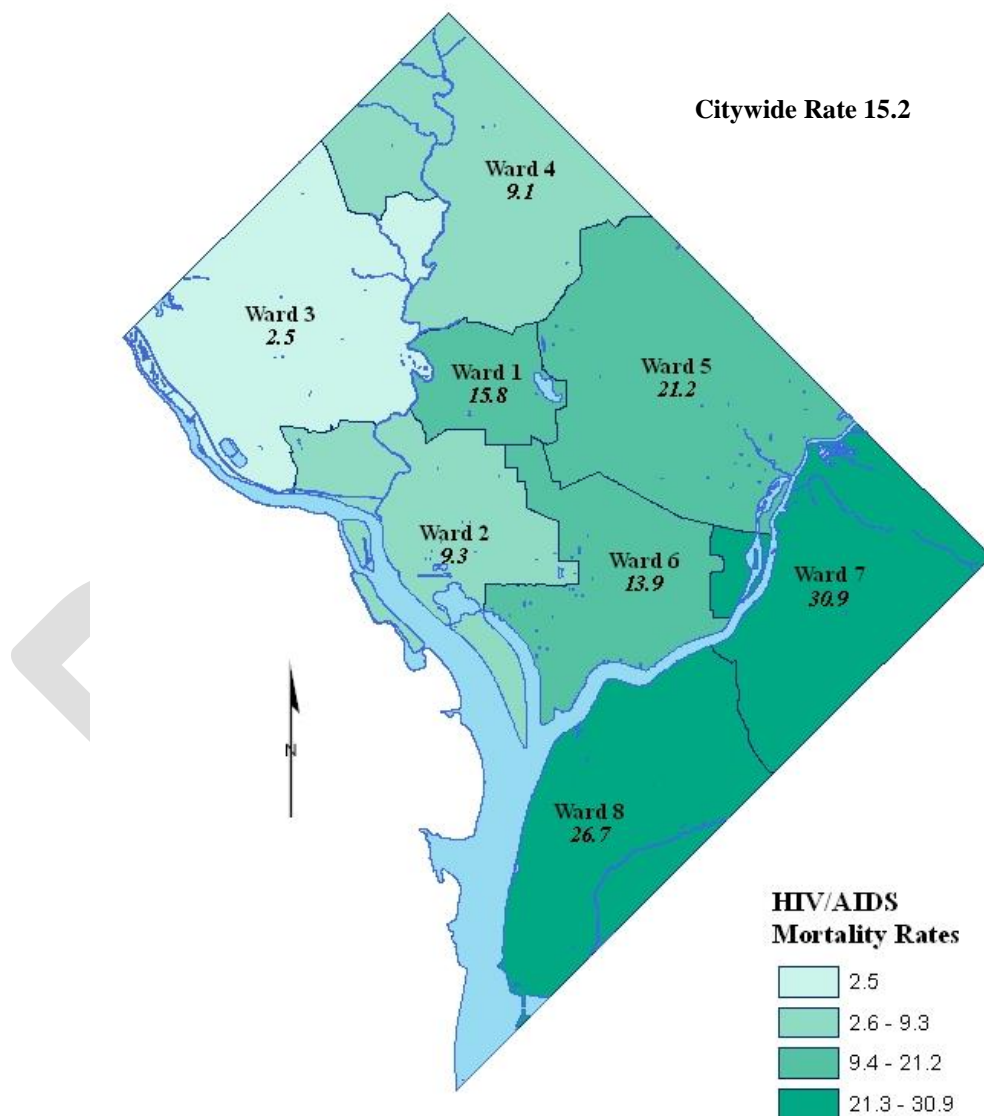 Citywide Rate 15.2
Ward 4
9.1
Ward 3
2.5
Ward 1
15.8
Ward 5
21.2
Ward 2
9.3
Ward 6
13.9
Ward 7
30.9
N
Ward 8
26.7
HIV/AIDS
Mortality Rates
2.5
2.6 - 9.3
9.4 - 21.2
21.3 - 30.9